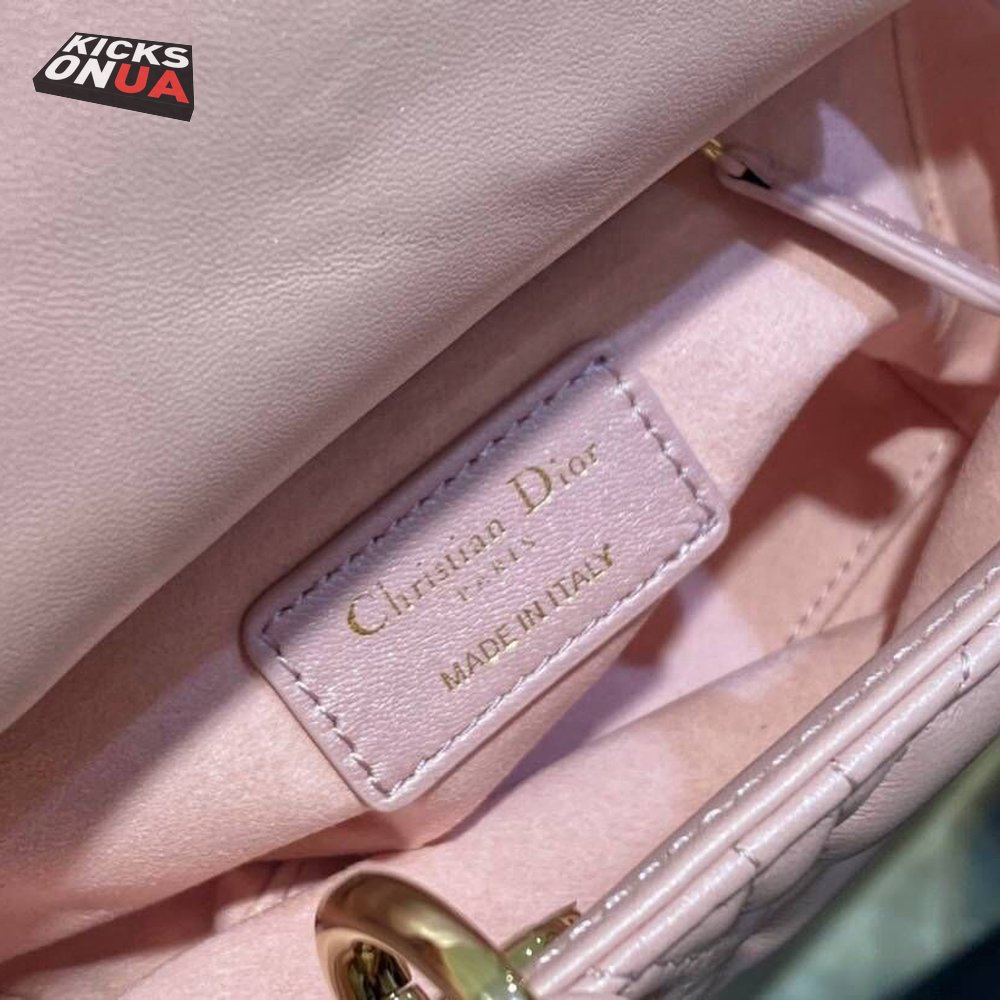 KICKS
ONUA
Christian Dior
PARIS
MADE IN ITALY